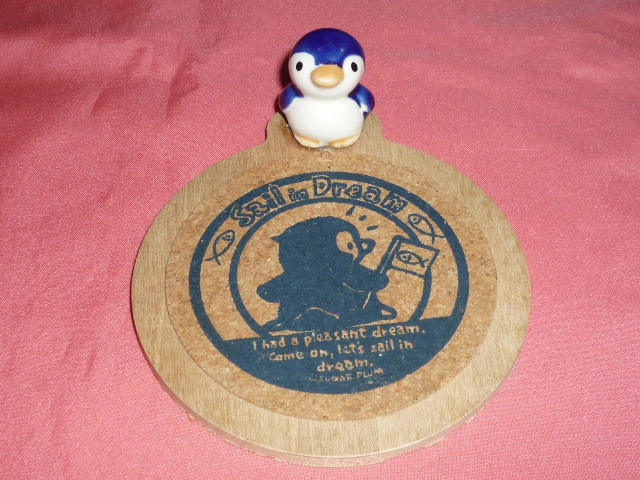 Sail in Dream
I had a pleasant dream.
Come on, let's sail in
dream.
©SUGAR PLUM